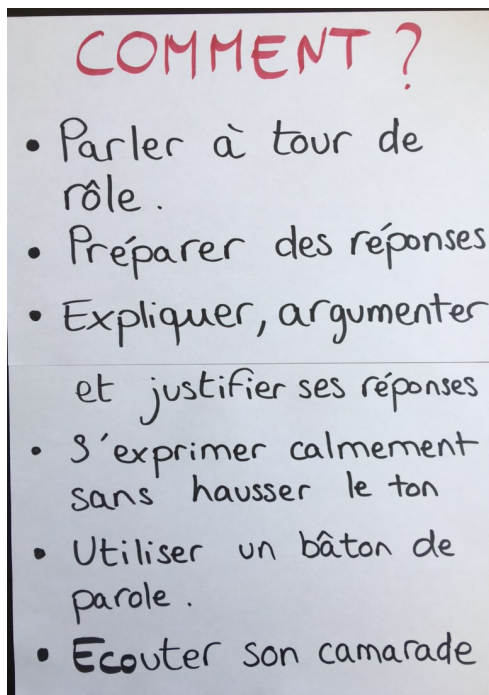 COMMENT ?
• Parler à tour de
rôle.
• Préparer des réponses
• Expliquer, argumenter
et justifier ses réponses
• S'exprimer calmement
sans hausser le ton
• Utiliser un bâton de
parole.
• Ecouter son camarade